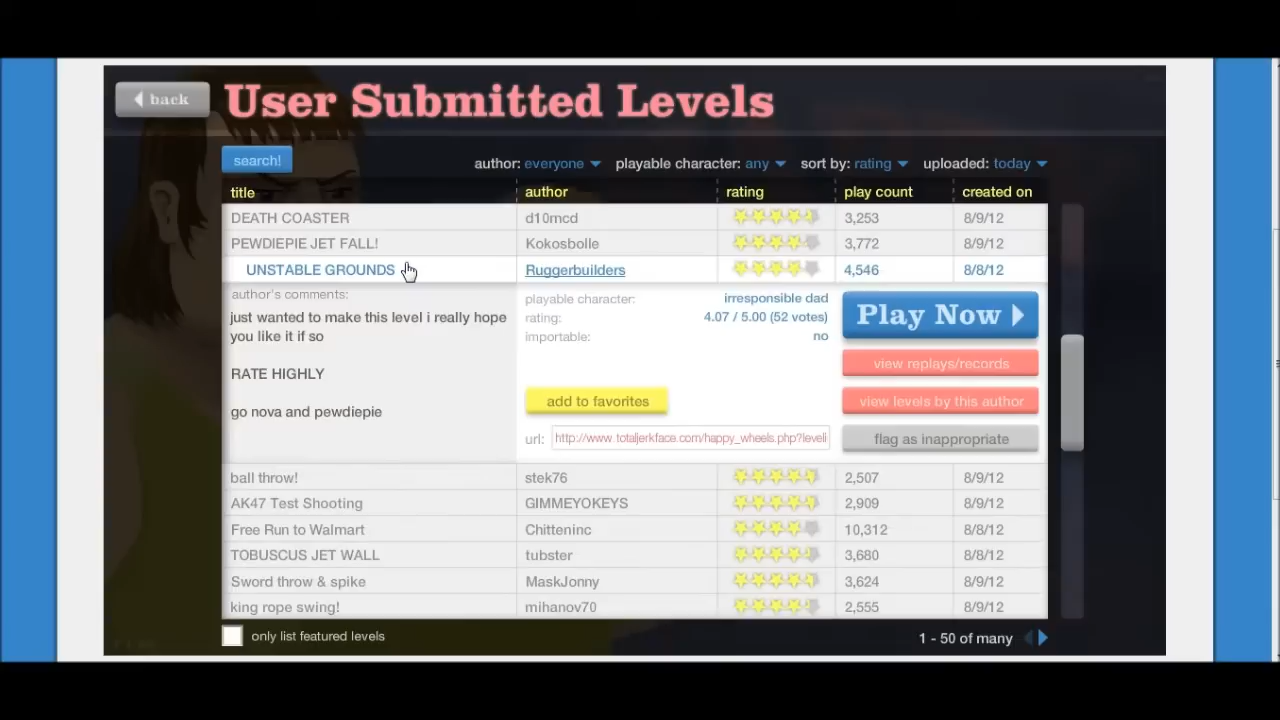 back
User Submitted Levels
search!
author: everyone playable character: any sort by: rating uploaded: today
title author rating play count created on
DEATH COASTER d10mcd 3,253 8/9/12
PEWDIEPIE JET FALL! Kokosbolle 3,772 8/9/12
UNSTABLE GROUNDS Ruggerbuilders 4,546 8/8/12
author's comments:
just wanted to make this level i really hope
you like it if so
RATE HIGHLY
go nova and pewdiepie
playable character: irresponsible dad
rating: 4.07 / 5.00 (52 votes)
importable: no
add to favorites
url: http://www.totaljerkface.com/happy_wheels.php?leveli
Play Now
view replays/records
view levels by this author
flag as inappropriate
ball throw! stek76 2,507 8/9/12
AK47 Test Shooting GIMMEYOKEYS 2,909 8/9/12
Free Run to Walmart Chitteninc 10,312 8/8/12
TOBUSCUS JET WALL tubster 3,680 8/8/12
Sword throw & spike MaskJonny 3,624 8/8/12
king rope swing! mihanov70 2,555 8/9/12
only list featured levels
1 - 50 of many